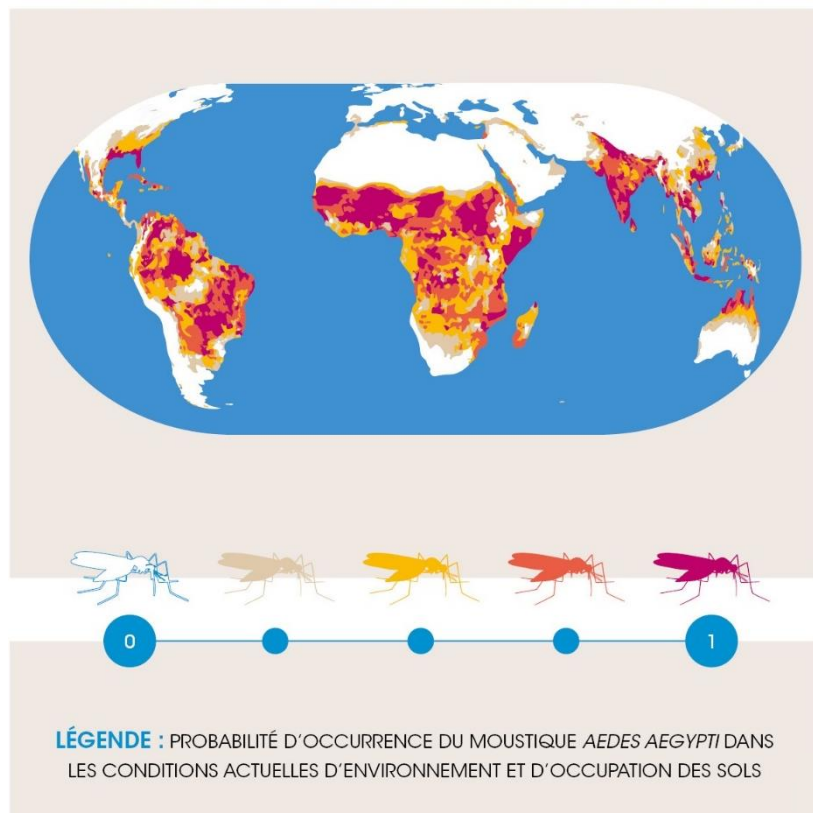 0
1
LÉGENDE : PROBABILITÉ D'OCCURRENCE DU MOUSTIQUE AEDES AEGYPTI DANS
LES CONDITIONS ACTUELLES D'ENVIRONNEMENT ET D'OCCUPATION DES SOLS